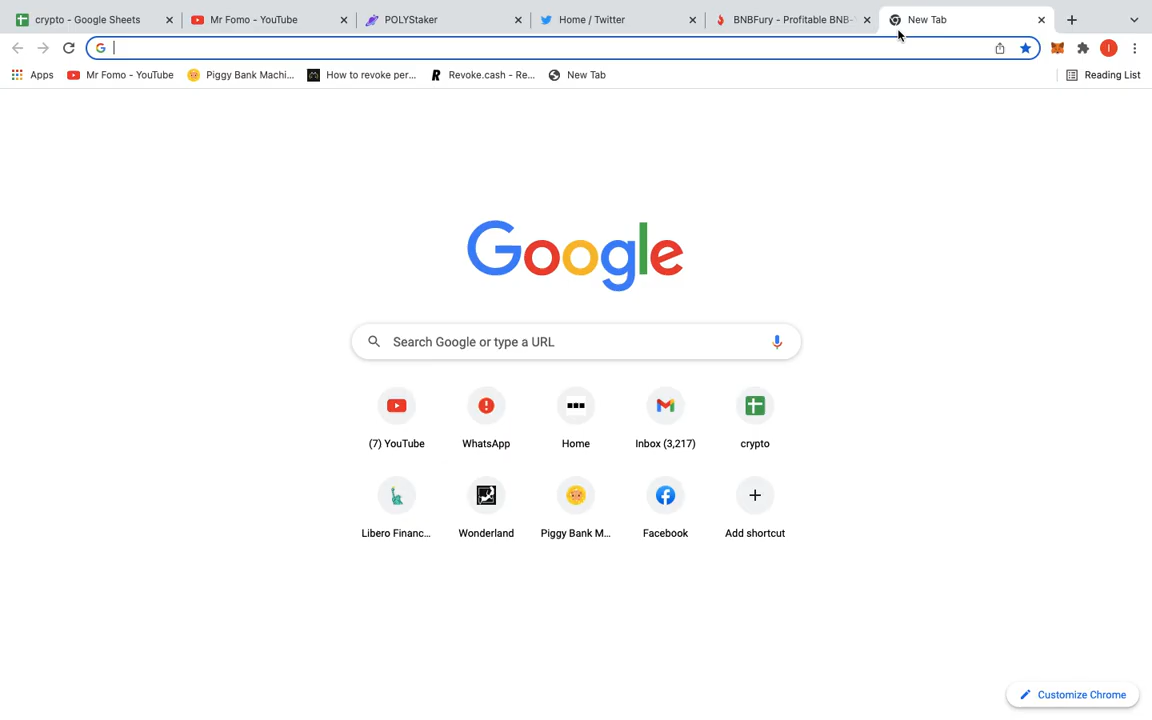 crypto - Google Sheets
Mr Fomo - YouTube
POLYStaker
Home / Twitter
BNBFury - Profitable BNB-
New Tab
Apps
Mr Fomo - YouTube
Piggy Bank Machi...
How to revoke per...
Revoke.cash - Re...
New Tab
Reading List
Google
Search Google or type a URL
(7) YouTube
WhatsApp
Home
Inbox (3,217)
crypto
Libero Financ...
Wonderland
Piggy Bank M...
Facebook
Add shortcut
Customize Chrome